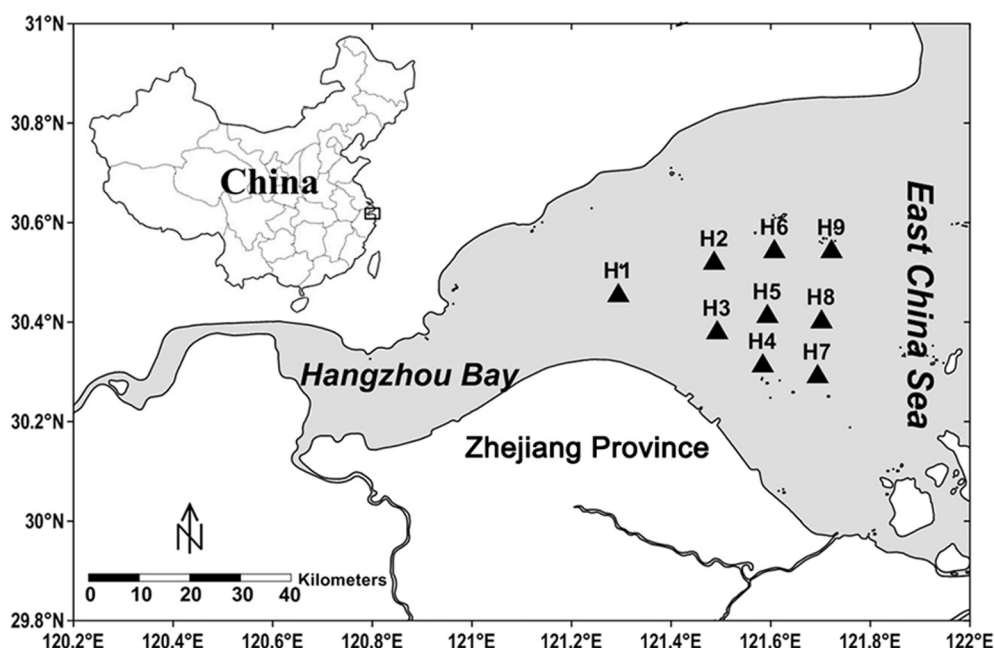 31°N
30.8°N
30.6°N
30.4°N
30.2°N
30°N
29.8°N
China
H1
H2
H3
H4
H5
H6
H7
H8
H9
East China Sea
Hangzhou Bay
Zhejiang Province
N
Kilometers
0 10 20 30 40
120.2°E 120.4°E 120.6°E 120.8°E 121°E 121.2°E 121.4°E 121.6°E 121.8°E 122°E